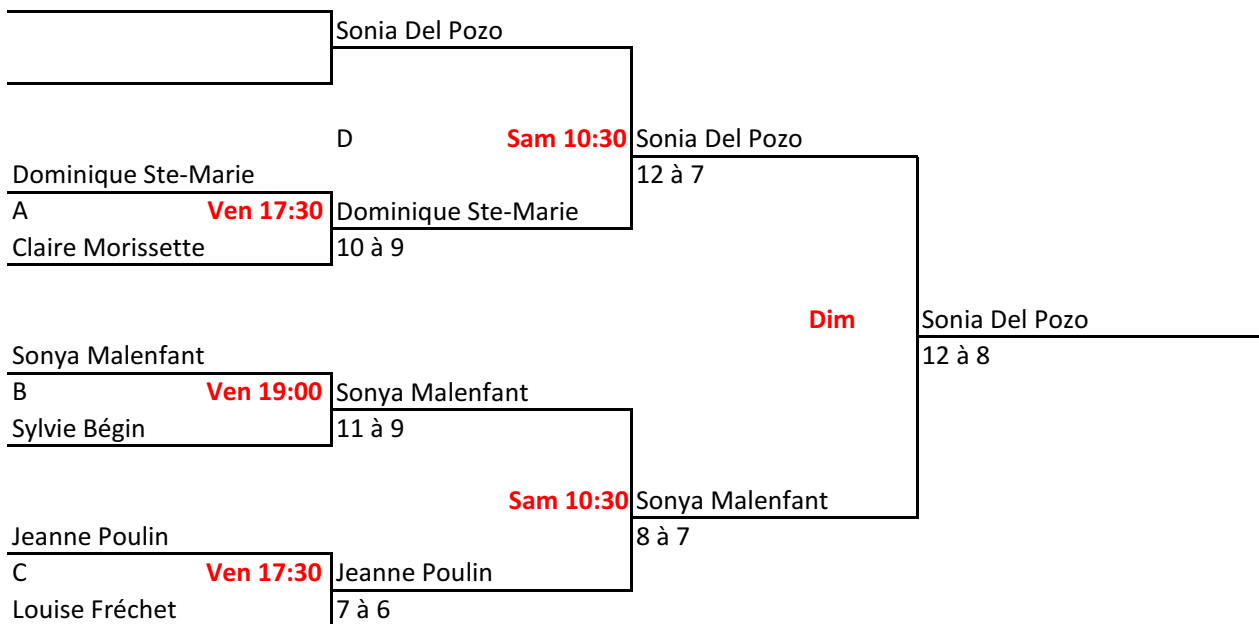 Sonia Del Pozo
D Sam 10:30 Sonia Del Pozo
Dominique Ste-Marie 12 à 7
A Ven 17:30 Dominique Ste-Marie
Claire Morissette 10 à 9
Dim Sonia Del Pozo
Sonya Malenfant 12 à 8
B Ven 19:00 Sonya Malenfant
Sylvie Bégin 11 à 9
Sam 10:30 Sonya Malenfant
Jeanne Poulin 8 à 7
C Ven 17:30 Jeanne Poulin
Louise Fréchet 7 à 6